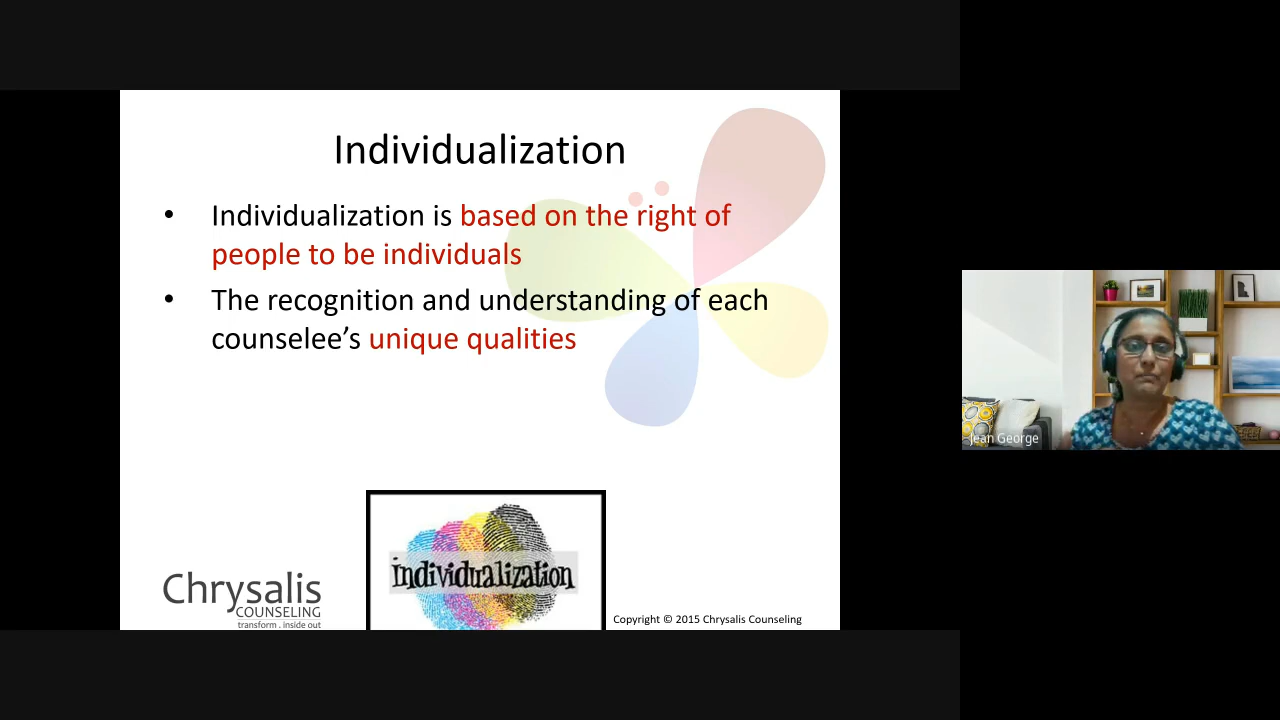 Individualization
• Individualization is based on the right of
people to be individuals
• The recognition and understanding of each
counselee’s unique qualities
individualization
Chrysalis
COUNSELING
transform . inside out
Copyright © 2015 Chrysalis Counseling
Jean George